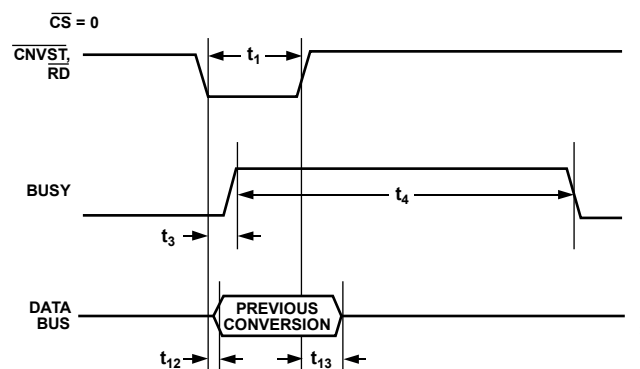 CS = 0
CNVST,
RD
t1
BUSY
t4
t3
DATA
BUS
PREVIOUS
CONVERSION
t12
t13